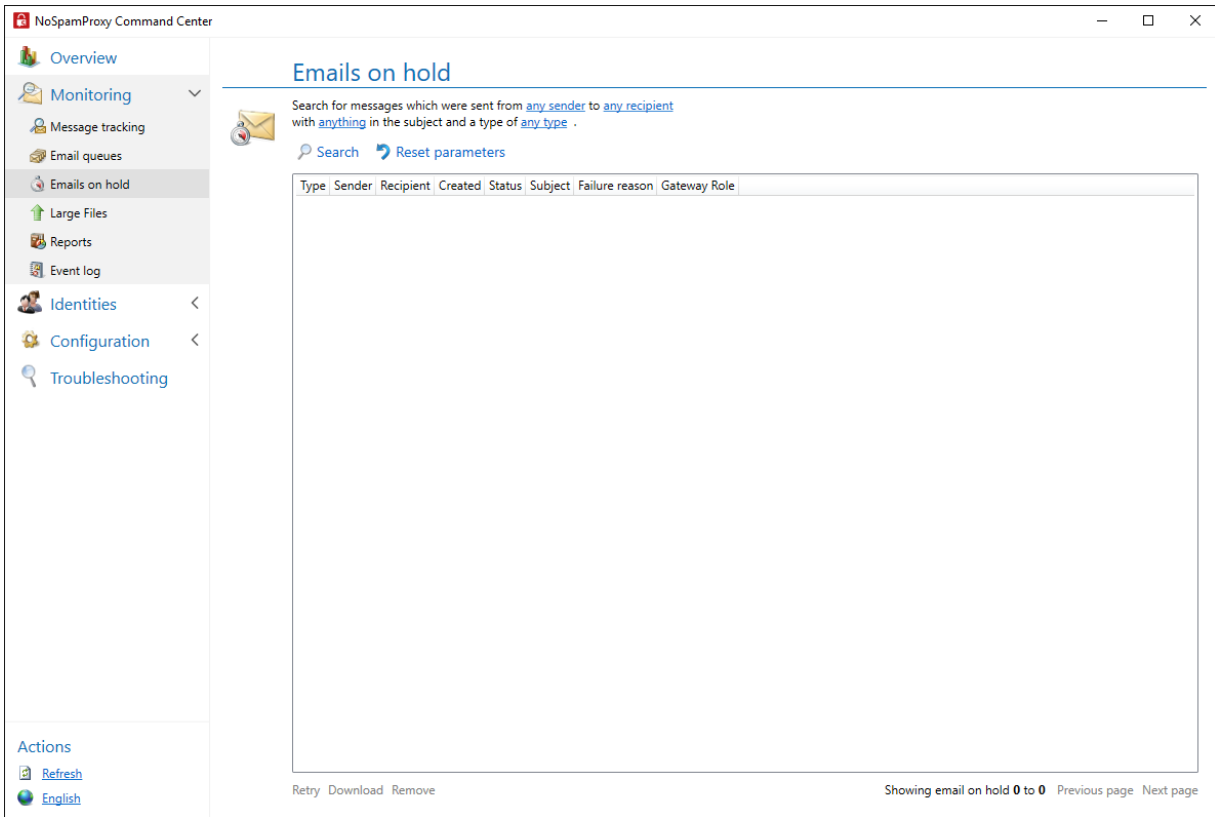 NoSpamProxy Command Center
Overview
Monitoring
Message tracking
Email queues
Emails on hold
Large Files
Reports
Event log
Identities
Configuration
Troubleshooting
Actions
Refresh
English
Emails on hold
Search for messages which were sent from any sender to any recipient
with anything in the subject and a type of any type .
Search Reset parameters
Type Sender Recipient Created Status Subject Failure reason Gateway Role
Retry Download Remove
Showing email on hold 0 to 0 Previous page Next page